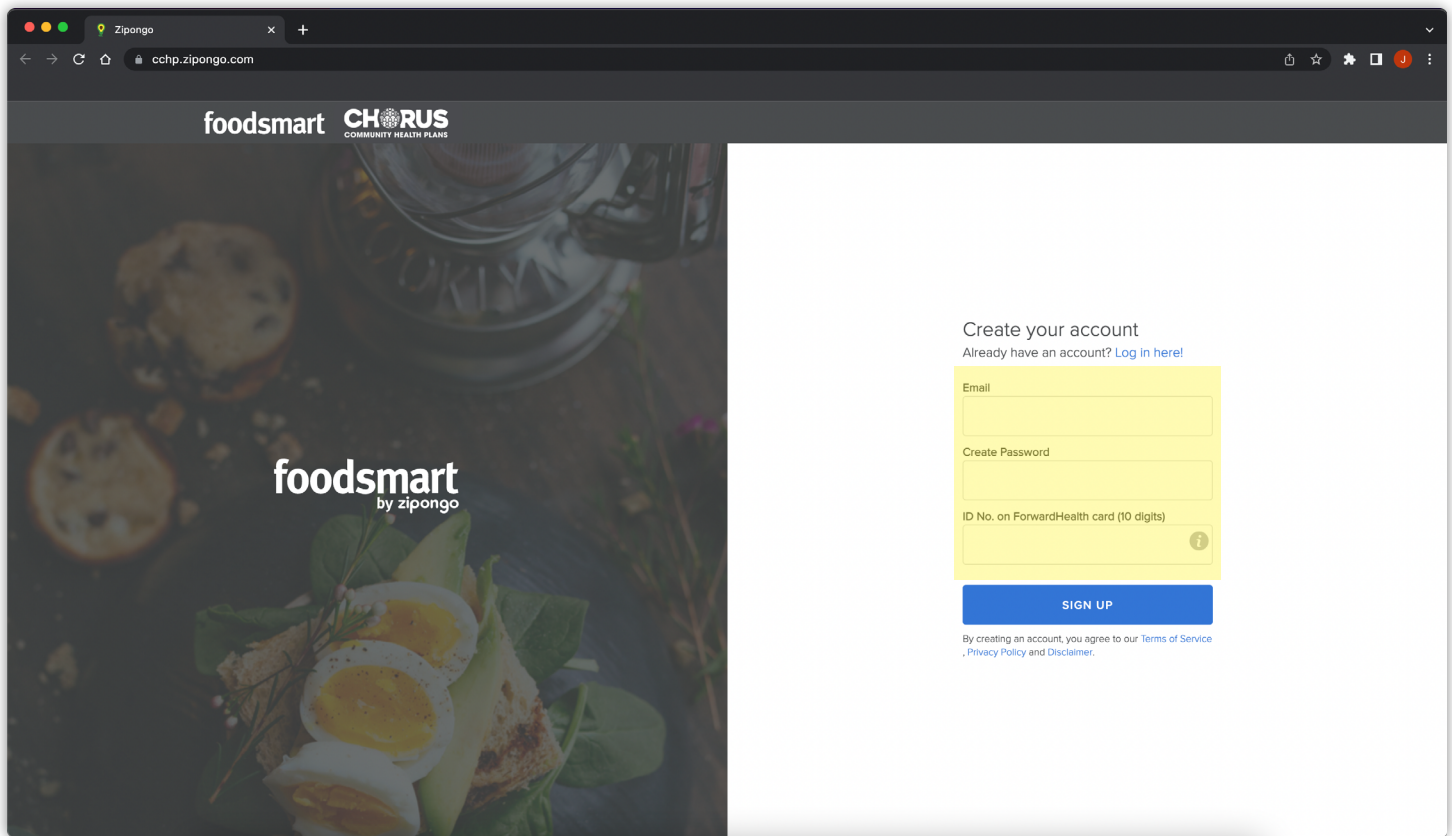 Zipongo
cchp.zipongo.com
J
foodsmart CHORUS
COMMUNITY HEALTH PLANS
foodsmart
by zipongo
Create your account
Already have an account? Log in here!
Email
Create Password
ID No. on ForwardHealth card (10 digits)
i
SIGN UP
By creating an account, you agree to our Terms of Service
, Privacy Policy and Disclaimer.